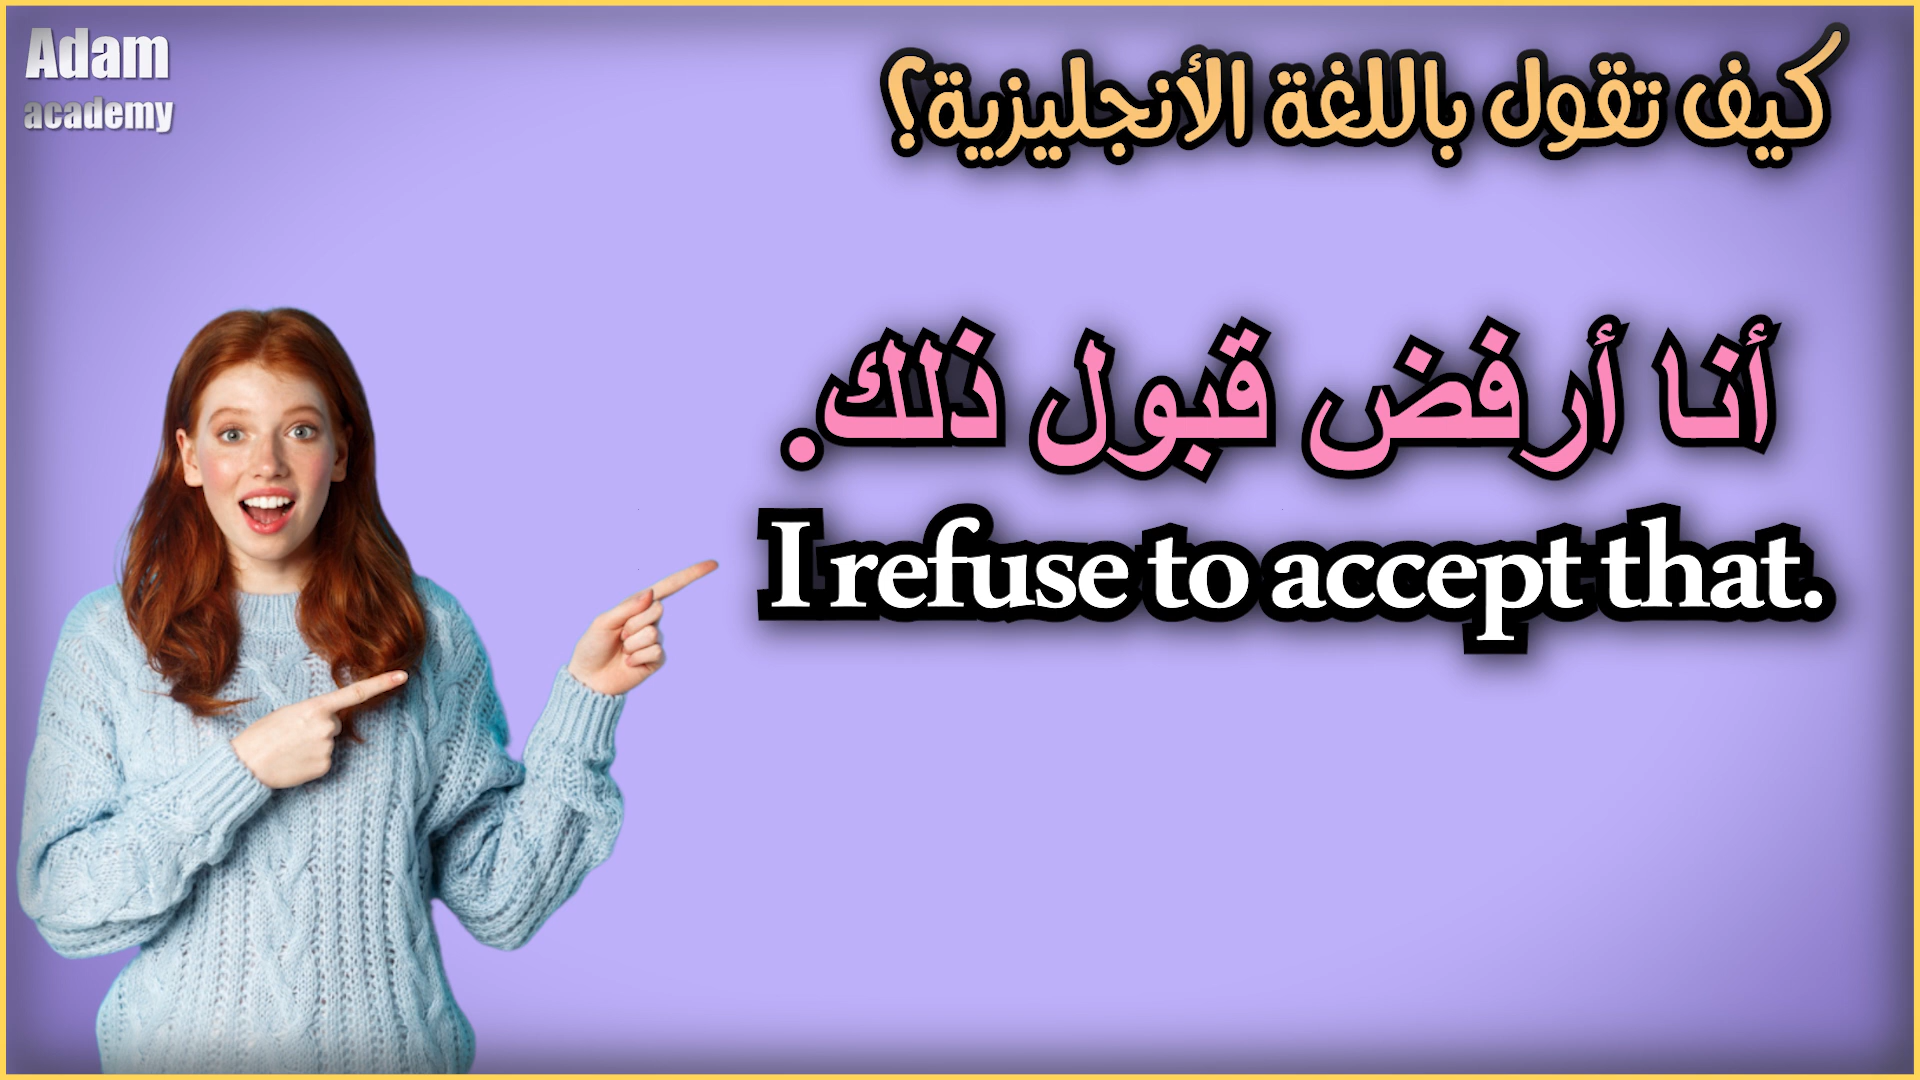 Adam
academy
كيف تقول باللغة الأنجليزية؟
أنا أرفض قبول ذلك.
I refuse to accept that.